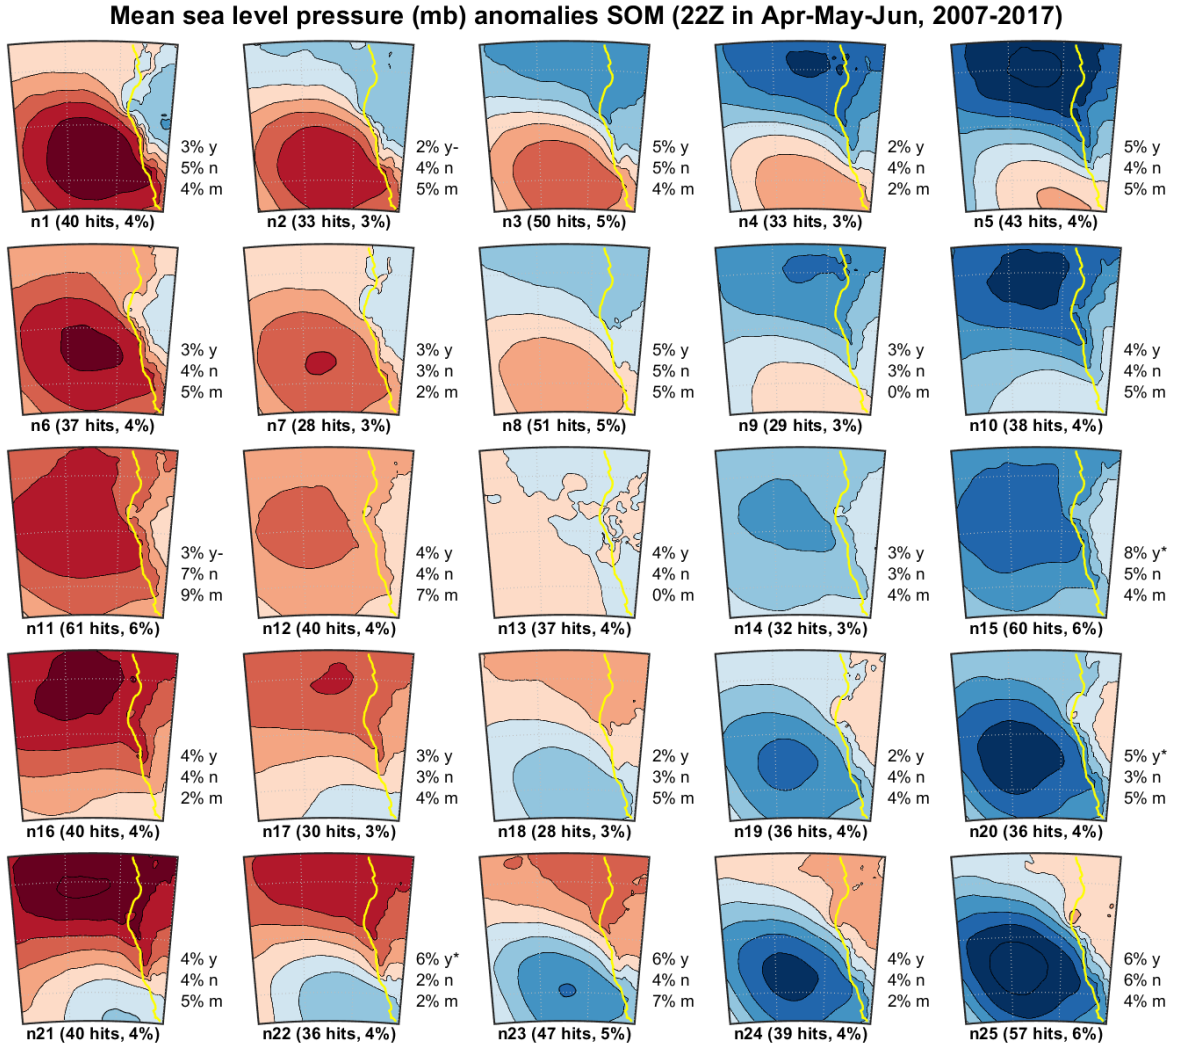 Mean sea level pressure (mb) anomalies SOM (22Z in Apr-May-Jun, 2007-2017)
3% y
5% n
4% m
n1 (40 hits, 4%)
2% y-
4% n
5% m
n2 (33 hits, 3%)
5% y
5% n
4% m
n3 (50 hits, 5%)
2% y
4% n
2% m
n4 (33 hits, 3%)
5% y
4% n
5% m
n5 (43 hits, 4%)
3% y
4% n
5% m
n6 (37 hits, 4%)
3% y
3% n
2% m
n7 (28 hits, 3%)
5% y
5% n
5% m
n8 (51 hits, 5%)
3% y
3% n
0% m
n9 (29 hits, 3%)
4% y
4% n
5% m
n10 (38 hits, 4%)
3% y-
7% n
9% m
n11 (61 hits, 6%)
4% y
4% n
7% m
n12 (40 hits, 4%)
4% y
4% n
0% m
n13 (37 hits, 4%)
3% y
3% n
4% m
n14 (32 hits, 3%)
8% y*
5% n
4% m
n15 (60 hits, 6%)
4% y
4% n
2% m
n16 (40 hits, 4%)
3% y
3% n
4% m
n17 (30 hits, 3%)
2% y
3% n
5% m
n18 (28 hits, 3%)
2% y
4% n
4% m
n19 (36 hits, 4%)
5% y*
3% n
5% m
n20 (36 hits, 4%)
4% y
4% n
5% m
n21 (40 hits, 4%)
6% y*
2% n
2% m
n22 (36 hits, 4%)
6% y
4% n
7% m
n23 (47 hits, 5%)
4% y
4% n
2% m
n24 (39 hits, 4%)
6% y
6% n
4% m
n25 (57 hits, 6%)